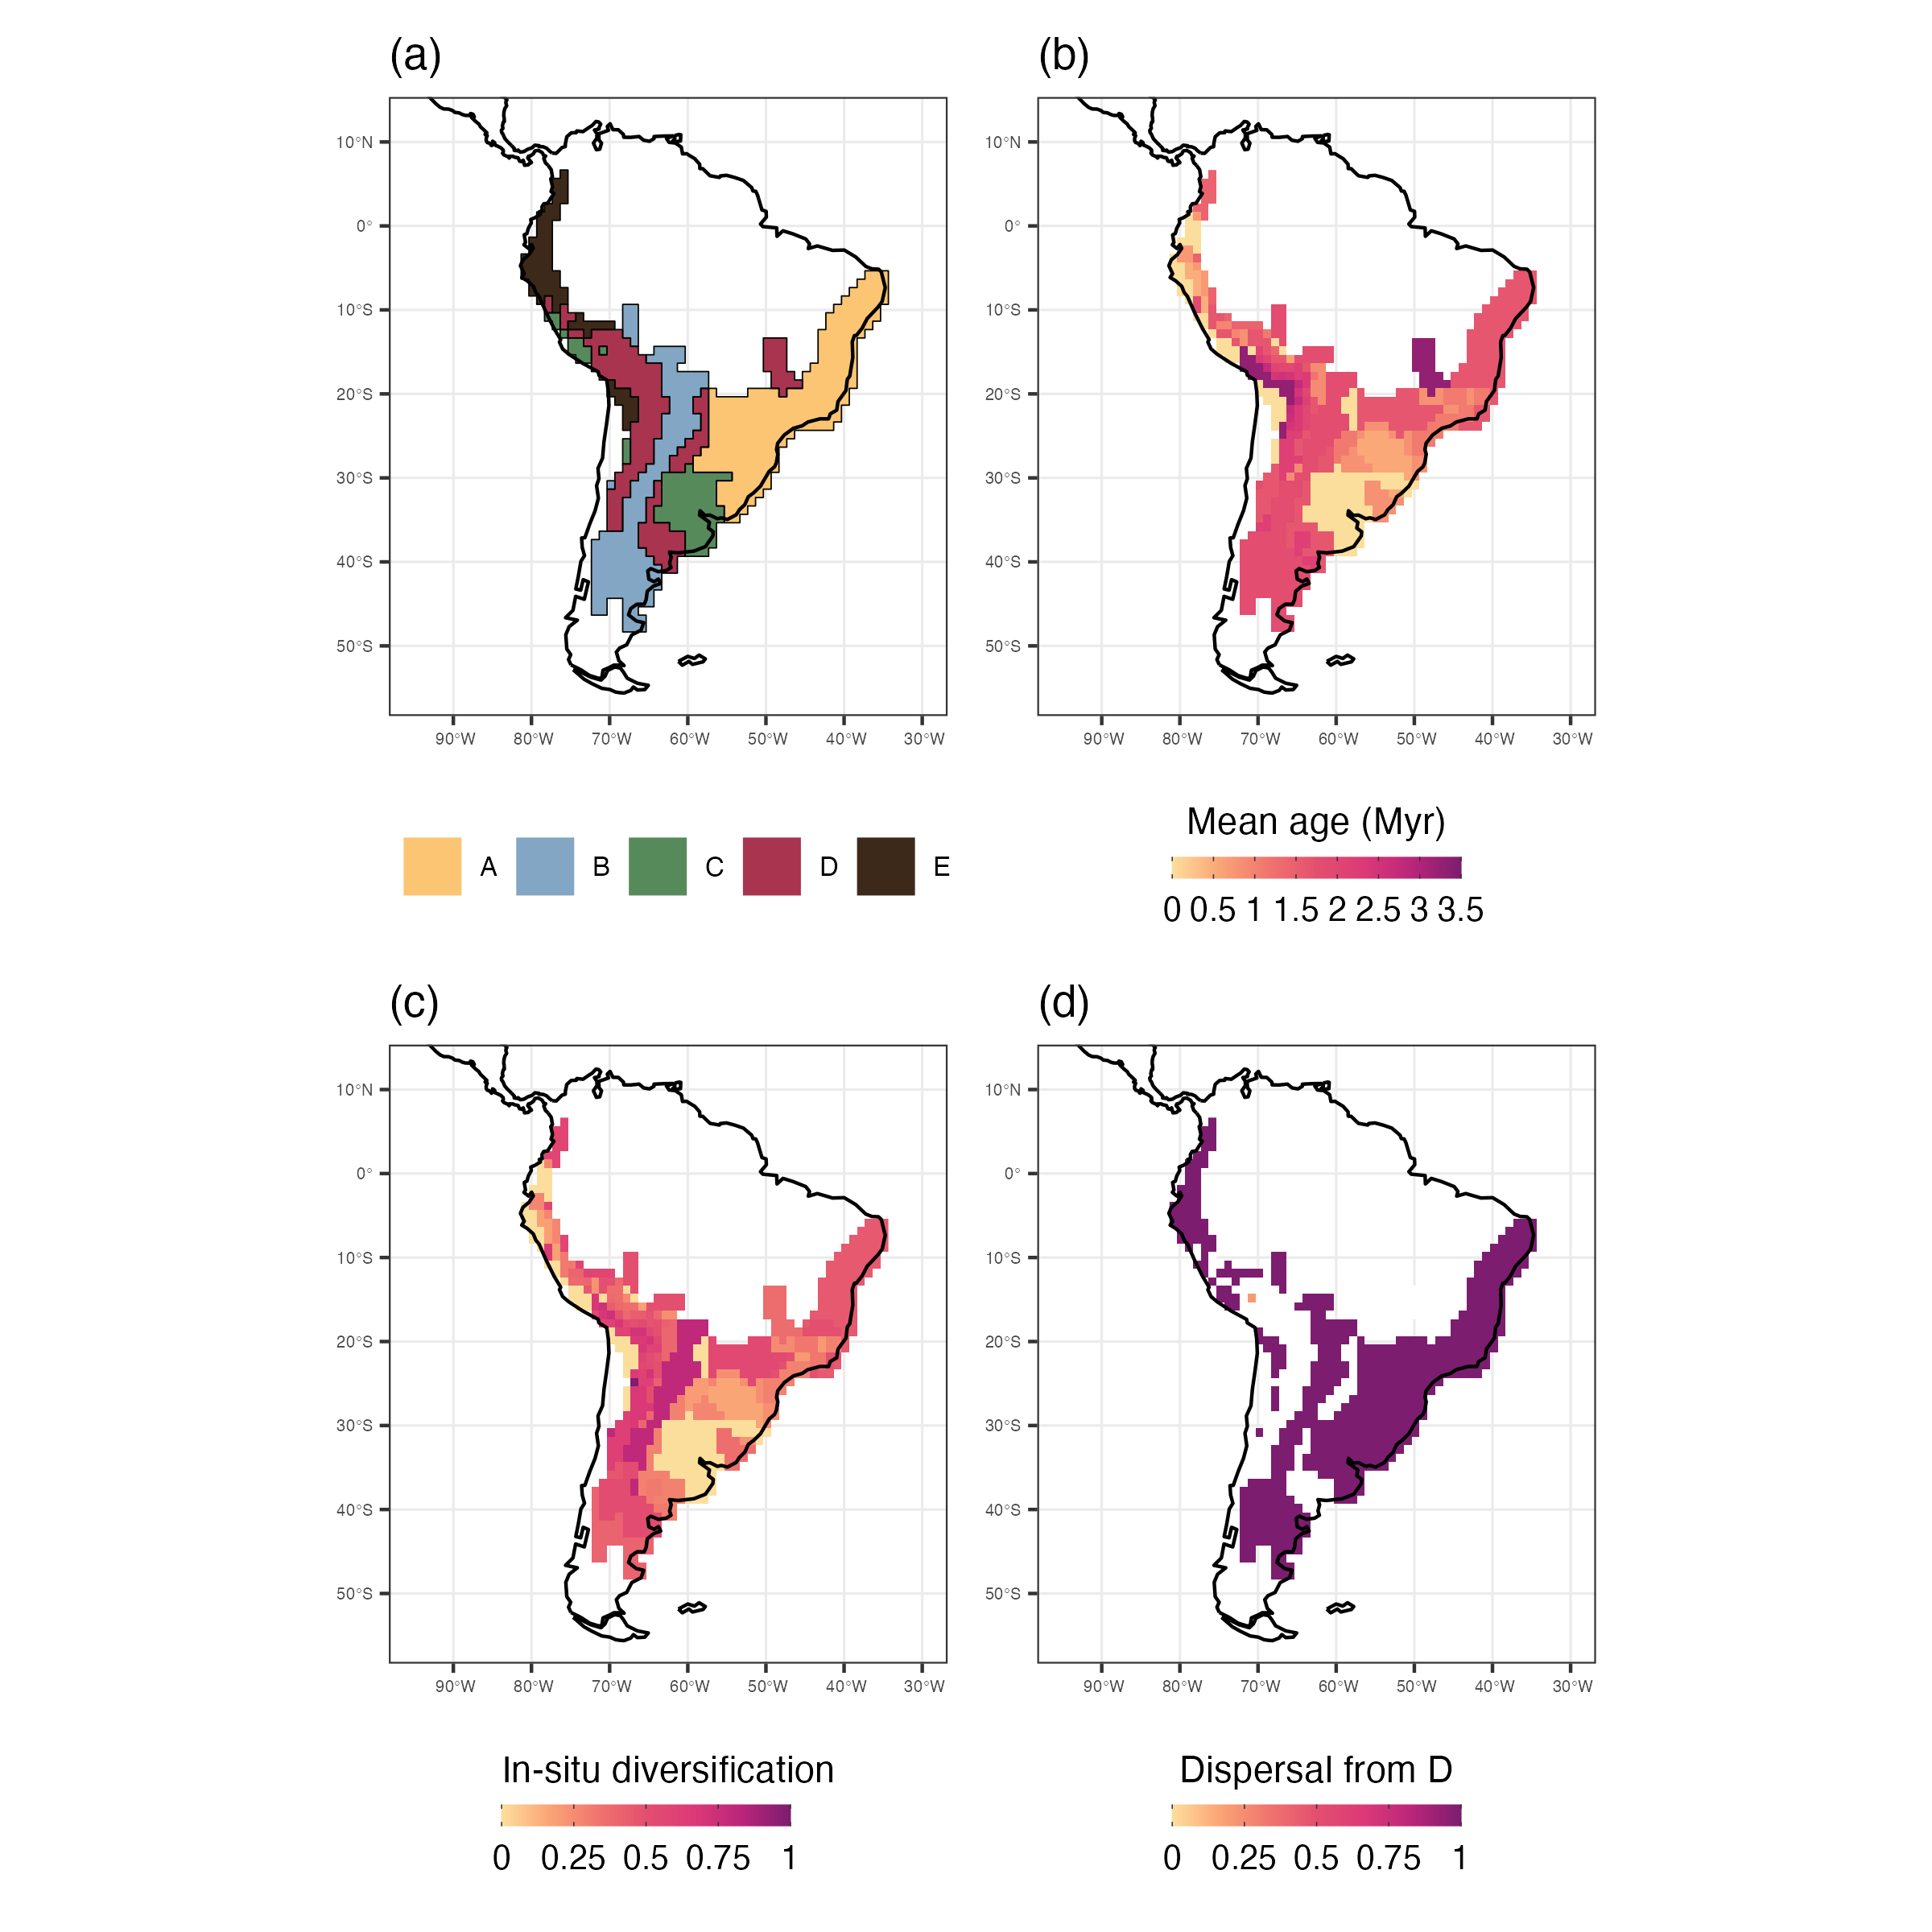 (a) (b)
10°N 10°N
0° 0°
10°S 10°S
20°S 20°S
30°S 30°S
40°S 40°S
50°S 50°S
90°W 80°W 70°W 60°W 50°W 40°W 30°W 90°W 80°W 70°W 60°W 50°W 40°W 30°W
Mean age (Myr)
A B C D E
0 0.5 1 1.5 2 2.5 3 3.5
(c) (d)
10°N 10°N
0° 0°
10°S 10°S
20°S 20°S
30°S 30°S
40°S 40°S
50°S 50°S
90°W 80°W 70°W 60°W 50°W 40°W 30°W 90°W 80°W 70°W 60°W 50°W 40°W 30°W
In-situ diversification Dispersal from D
0 0.25 0.5 0.75 1 0 0.25 0.5 0.75 1